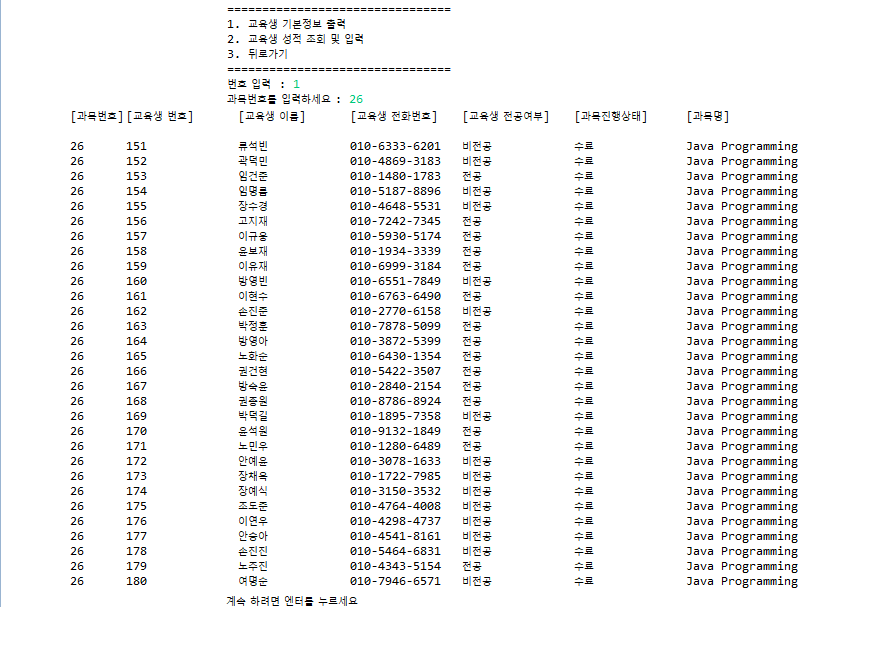 ================================
1. 교육생 기본정보 출력
2. 교육생 성적 조회 및 입력
3. 뒤로가기
================================
번호 입력 : 1
과목번호를 입력하세요 : 26
[과목번호] [교육생 번호] [교육생 이름] [교육생 전화번호] [교육생 전공여부] [과목진행상태] [과목명]
26 151 류석빈 010-6333-6201 비전공 수료 Java Programming
26 152 곽덕민 010-4869-3183 비전공 수료 Java Programming
26 153 임건준 010-1480-1783 전공 수료 Java Programming
26 154 임명름 010-5187-8896 비전공 수료 Java Programming
26 155 장수경 010-4648-5531 비전공 수료 Java Programming
26 156 고지재 010-7242-7345 전공 수료 Java Programming
26 157 이규웅 010-5930-5174 전공 수료 Java Programming
26 158 윤보재 010-1934-3339 전공 수료 Java Programming
26 159 이유재 010-6999-3184 전공 수료 Java Programming
26 160 방영빈 010-6551-7849 비전공 수료 Java Programming
26 161 이현수 010-6763-6490 전공 수료 Java Programming
26 162 손진준 010-2770-6158 비전공 수료 Java Programming
26 163 박정훈 010-7878-5099 전공 수료 Java Programming
26 164 방영아 010-3872-5399 전공 수료 Java Programming
26 165 노화순 010-6430-1354 전공 수료 Java Programming
26 166 권건현 010-5422-3507 전공 수료 Java Programming
26 167 방숙윤 010-2840-2154 전공 수료 Java Programming
26 168 권중원 010-8786-8924 전공 수료 Java Programming
26 169 박덕길 010-1895-7358 비전공 수료 Java Programming
26 170 윤석원 010-9132-1849 전공 수료 Java Programming
26 171 노민우 010-1280-6489 전공 수료 Java Programming
26 172 안예윤 010-3078-1633 비전공 수료 Java Programming
26 173 장채옥 010-1722-7985 비전공 수료 Java Programming
26 174 장예식 010-3150-3532 비전공 수료 Java Programming
26 175 조도준 010-4764-4008 비전공 수료 Java Programming
26 176 이연우 010-4298-4737 비전공 수료 Java Programming
26 177 안승아 010-4541-8161 비전공 수료 Java Programming
26 178 손진진 010-5464-6831 비전공 수료 Java Programming
26 179 노주진 010-4343-5154 전공 수료 Java Programming
26 180 여명순 010-7946-6571 비전공 수료 Java Programming
계속 하려면 엔터를 누르세요